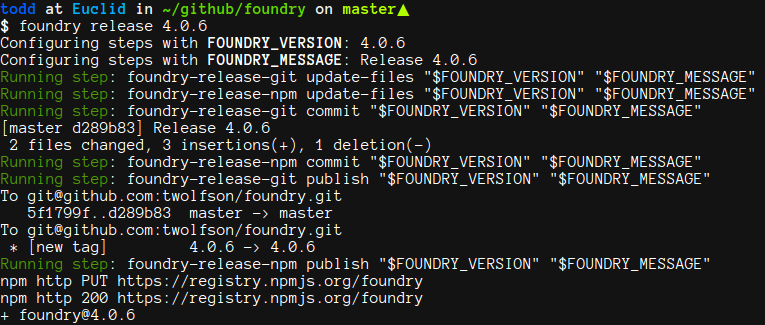 todd at Euclid in ~/github/foundry on master▲
$ foundry release 4.0.6
Configuring steps with FOUNDRY_VERSION: 4.0.6
Configuring steps with FOUNDRY_MESSAGE: Release 4.0.6
Running step: foundry-release-git update-files "$FOUNDRY_VERSION" "$FOUNDRY_MESSAGE"
Running step: foundry-release-npm update-files "$FOUNDRY_VERSION" "$FOUNDRY_MESSAGE"
Running step: foundry-release-git commit "$FOUNDRY_VERSION" "$FOUNDRY_MESSAGE"
[master d289b83] Release 4.0.6
 2 files changed, 3 insertions(+), 1 deletion(-)
Running step: foundry-release-npm commit "$FOUNDRY_VERSION" "$FOUNDRY_MESSAGE"
Running step: foundry-release-git publish "$FOUNDRY_VERSION" "$FOUNDRY_MESSAGE"
To git@github.com:twolfson/foundry.git
   5f1799f..d289b83  master -> master
To git@github.com:twolfson/foundry.git
 * [new tag]         4.0.6 -> 4.0.6
Running step: foundry-release-npm publish "$FOUNDRY_VERSION" "$FOUNDRY_MESSAGE"
npm http PUT https://registry.npmjs.org/foundry
npm http 200 https://registry.npmjs.org/foundry
+ foundry@4.0.6